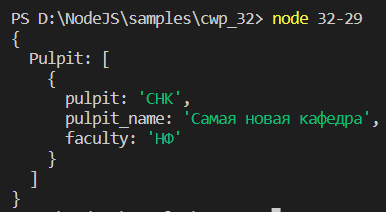 PS D:\NodeJS\samples\cwp_32> node 32-29
{
  Pulpit: [
    {
      pulpit: 'СНК',
      pulpit_name: 'Самая новая кафедра',
      faculty: 'НФ'
    }
  ]
}